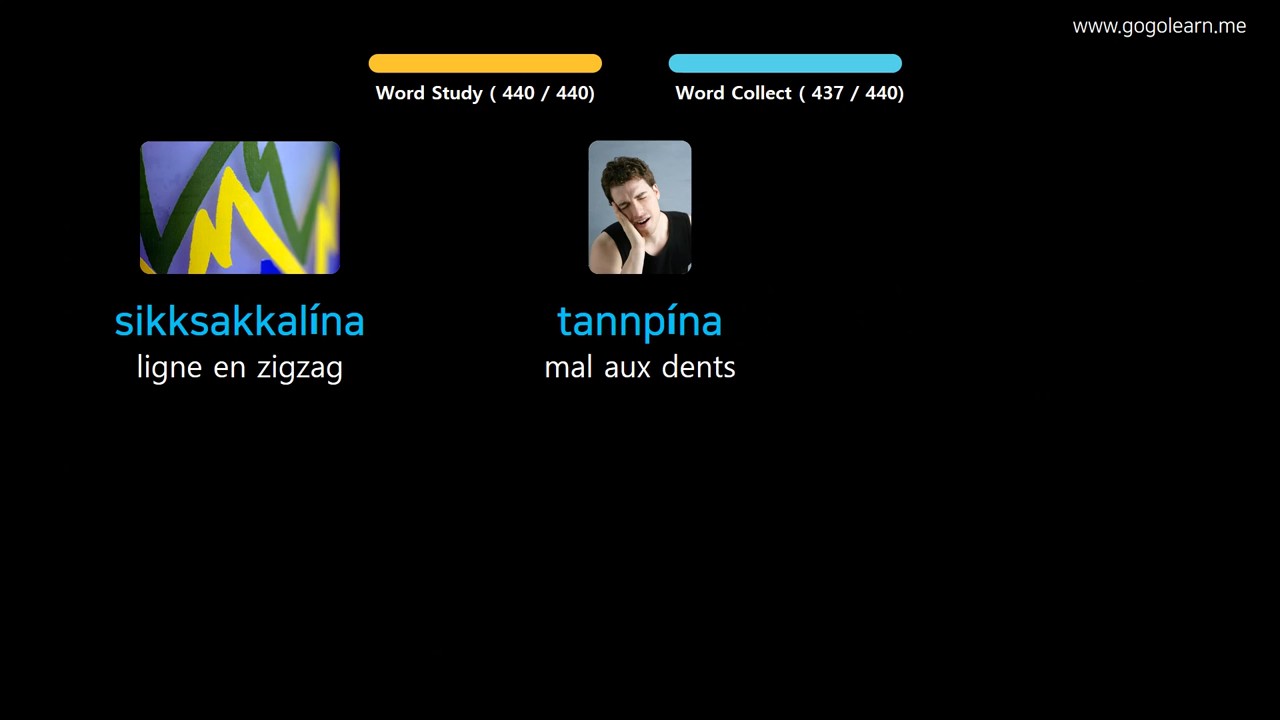 www.gogolearn.me
Word Study ( 440 / 440)
Word Collect ( 437 / 440)
sikksakkalína
ligne en zigzag
tannpína
mal aux dents